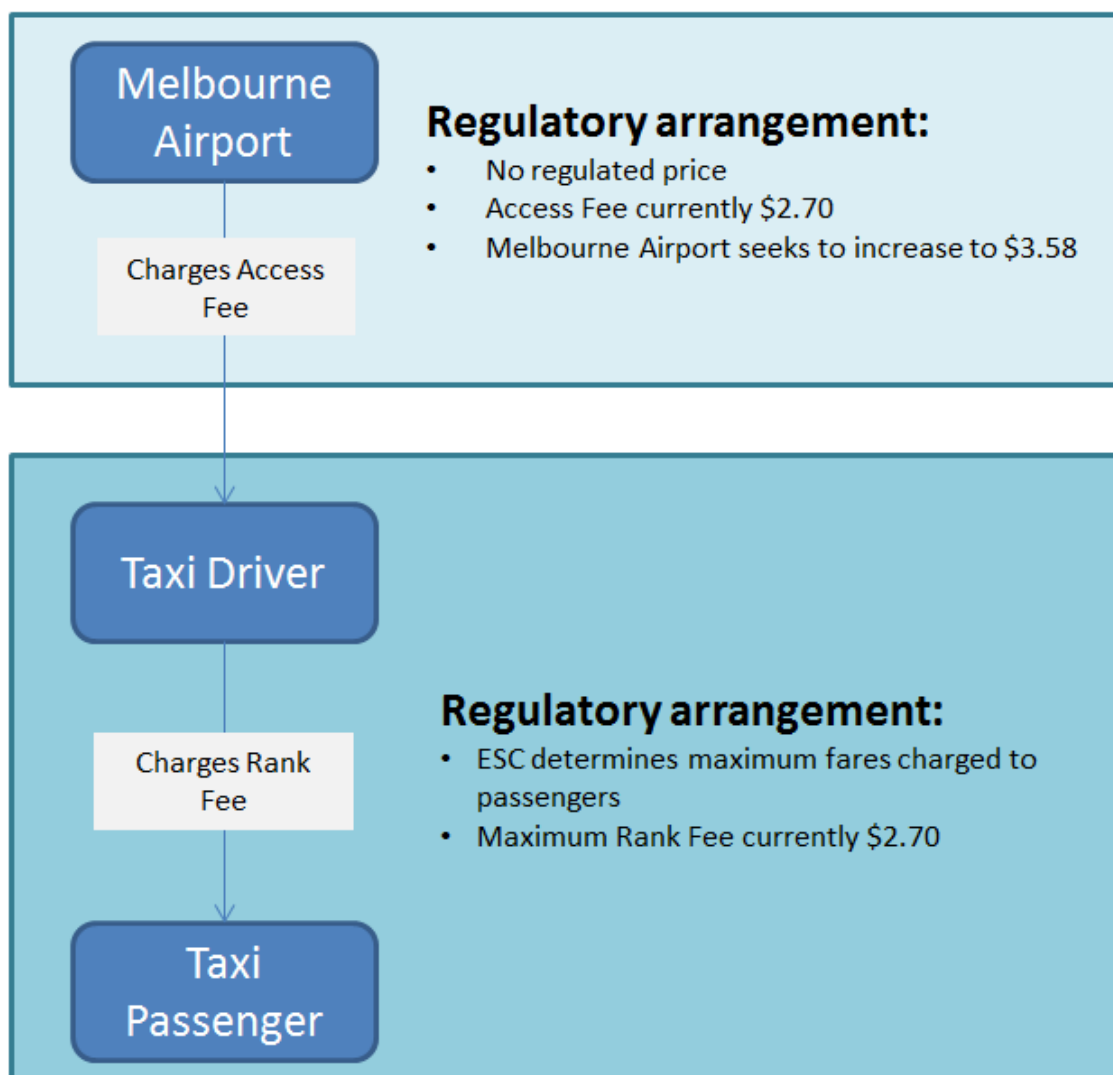 Melbourne
Airport
Regulatory arrangement:
• No regulated price
• Access Fee currently $2.70
• Melbourne Airport seeks to increase to $3.58
Charges Access
Fee
Taxi Driver
Charges Rank
Fee
Regulatory arrangement:
• ESC determines maximum fares charged to
passengers
• Maximum Rank Fee currently $2.70
Taxi
Passenger